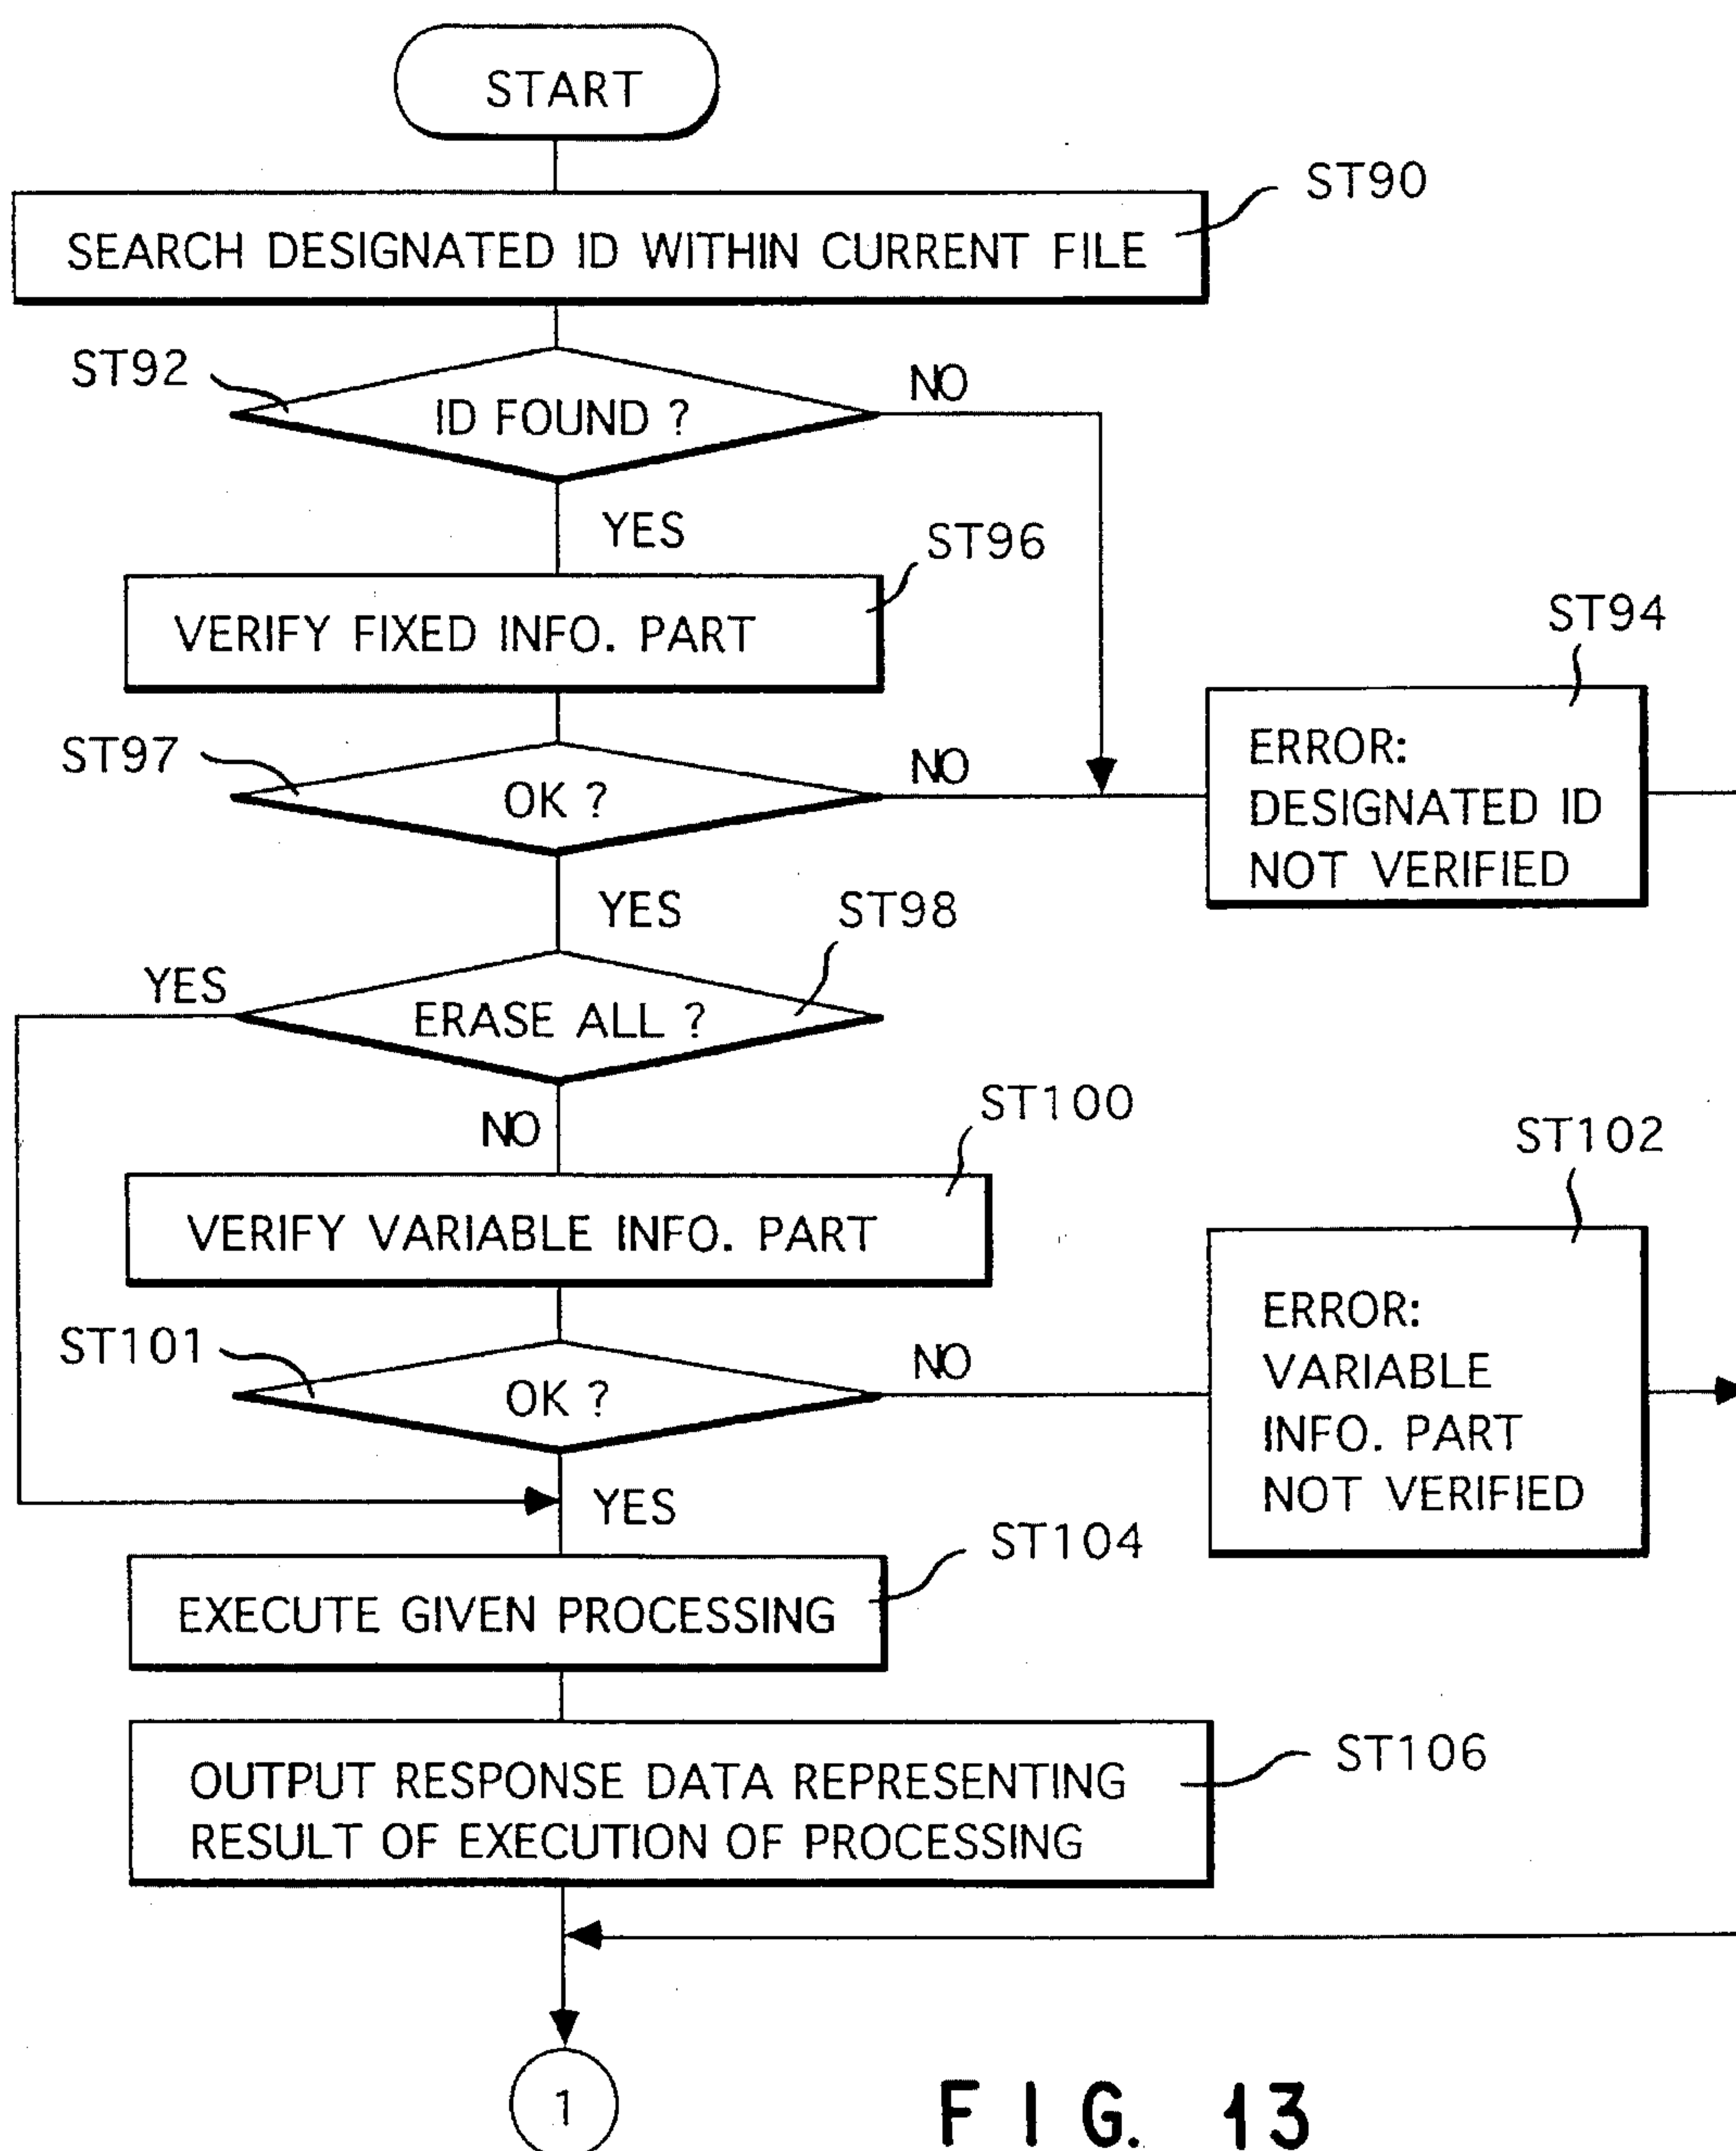 START
ST90
SEARCH DESIGNATED ID WITHIN CURRENT FILE
ST92
NO
ID FOUND ?
YES
ST96
VERIFY FIXED INFO. PART
ST94
ST97
NO
OK ?
ERROR:
DESIGNATED ID
NOT VERIFIED
YES
ST98
YES
ERASE ALL ?
NO
ST100
VERIFY VARIABLE INFO. PART
ST102
ST101
NO
OK ?
ERROR:
VARIABLE
INFO. PART
NOT VERIFIED
YES
ST104
EXECUTE GIVEN PROCESSING
ST106
OUTPUT RESPONSE DATA REPRESENTING
RESULT OF EXECUTION OF PROCESSING
1
FIG. 13